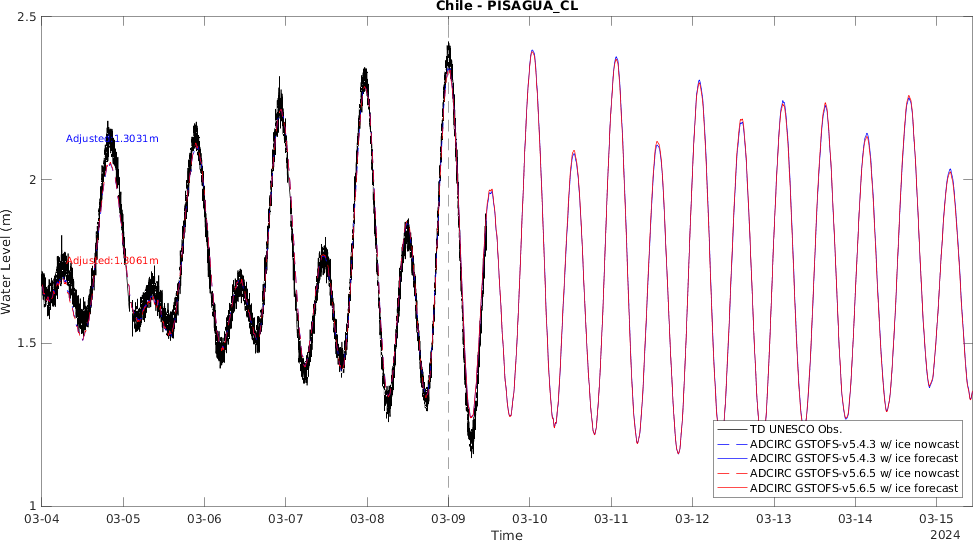 Chile - PISAGUA_CL
2.5
2
1.5
1
Water Level (m)
Adjusted:1.3031m
Adjusted:1.3061m
TD UNESCO Obs.
ADCIRC GSTOFS-v5.4.3 w/ ice nowcast
ADCIRC GSTOFS-v5.4.3 w/ ice forecast
ADCIRC GSTOFS-v5.6.5 w/ ice nowcast
ADCIRC GSTOFS-v5.6.5 w/ ice forecast
03-04 03-05 03-06 03-07 03-08 03-09 03-10 03-11 03-12 03-13 03-14 03-15
Time
2024